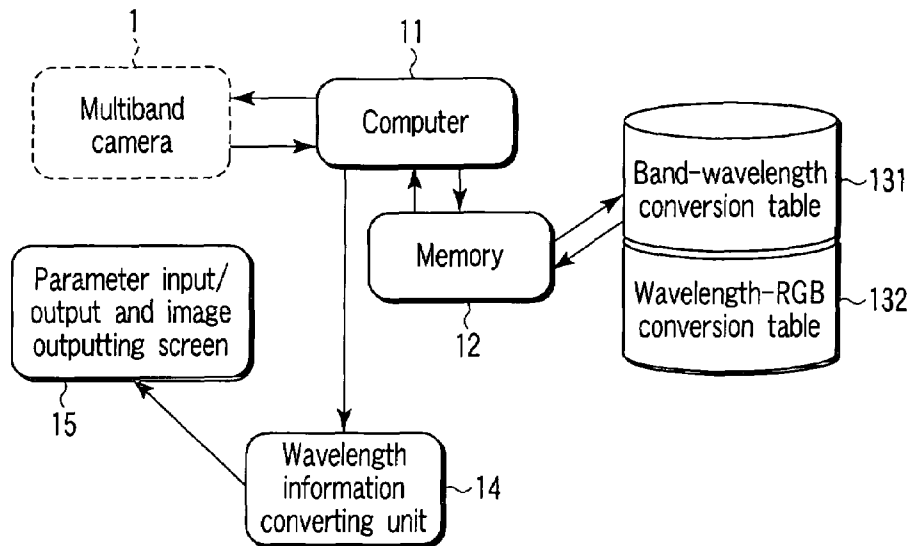 1
Multiband
camera
11
Computer
Band-wavelength
conversion table
131
Memory
12
Wavelength-RGB
conversion table
132
Parameter input/
output and image
outputting screen
15
Wavelength
information
converting unit
14